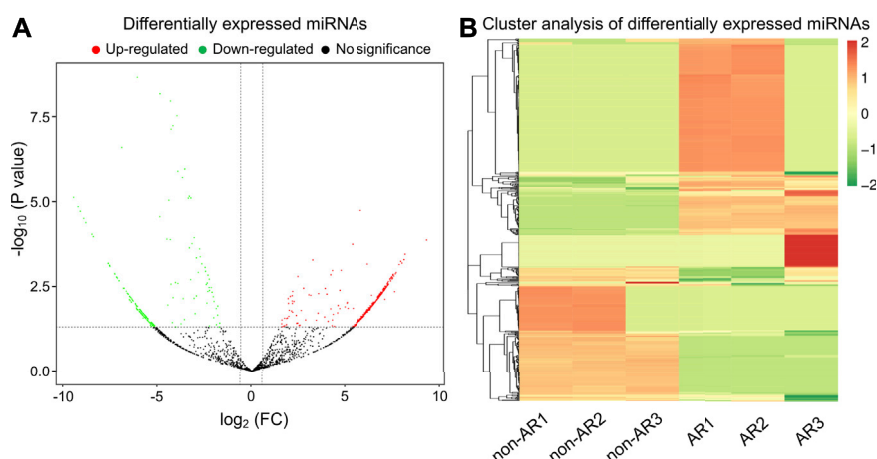 A
Differentially expressed miRNAs
Up-regulated Down-regulated No significance
7.5
5.0
2.5
0.0
-log10 (P value)
-10 -5 0 5 10
log2 (FC)
B
Cluster analysis of differentially expressed miRNAs
2
1
0
−1
−2
non-AR1 non-AR2 non-AR3 AR1 AR2 AR3